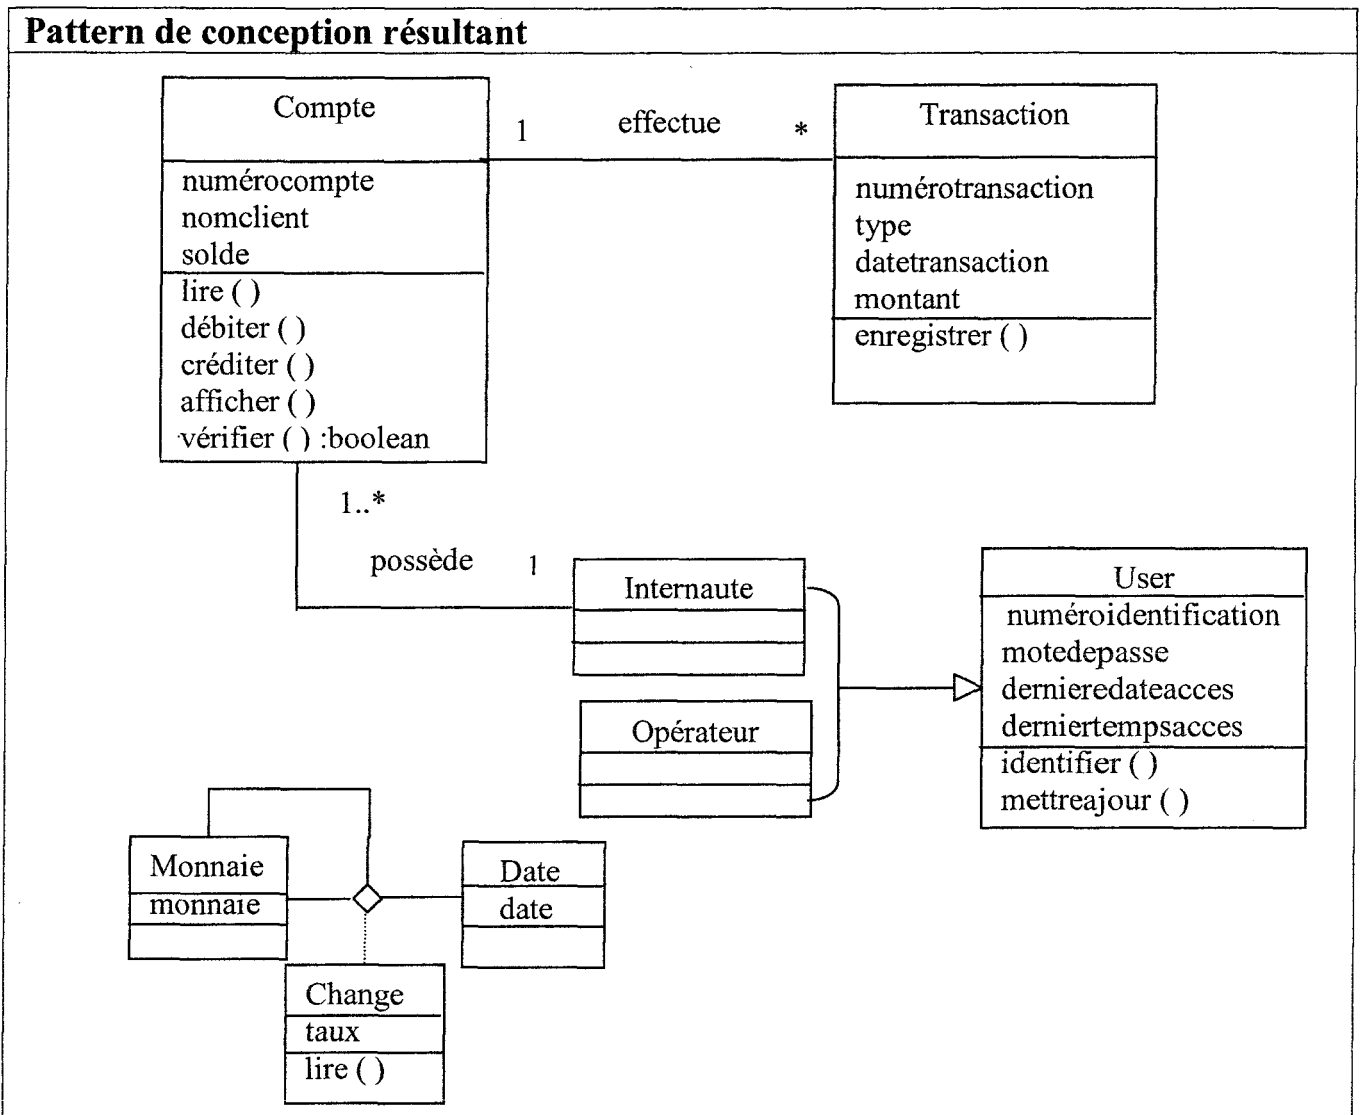 Pattern de conception résultant
Compte
numérocompte
nomclient
solde
lire ( )
débiter ( )
créditer ( )
afficher ( )
vérifier ( ) :boolean
1 effectue *
Transaction
numérotransaction
type
datetransaction
montant
enregistrer ( )
1..*
possède 1
Internaute
Opérateur
User
numéroidentification
motedepasse
dernieredateacces
derniertempsacces
identifier ( )
mettreajour ( )
Monnaie
monnaie
Date
date
Change
taux
lire ( )